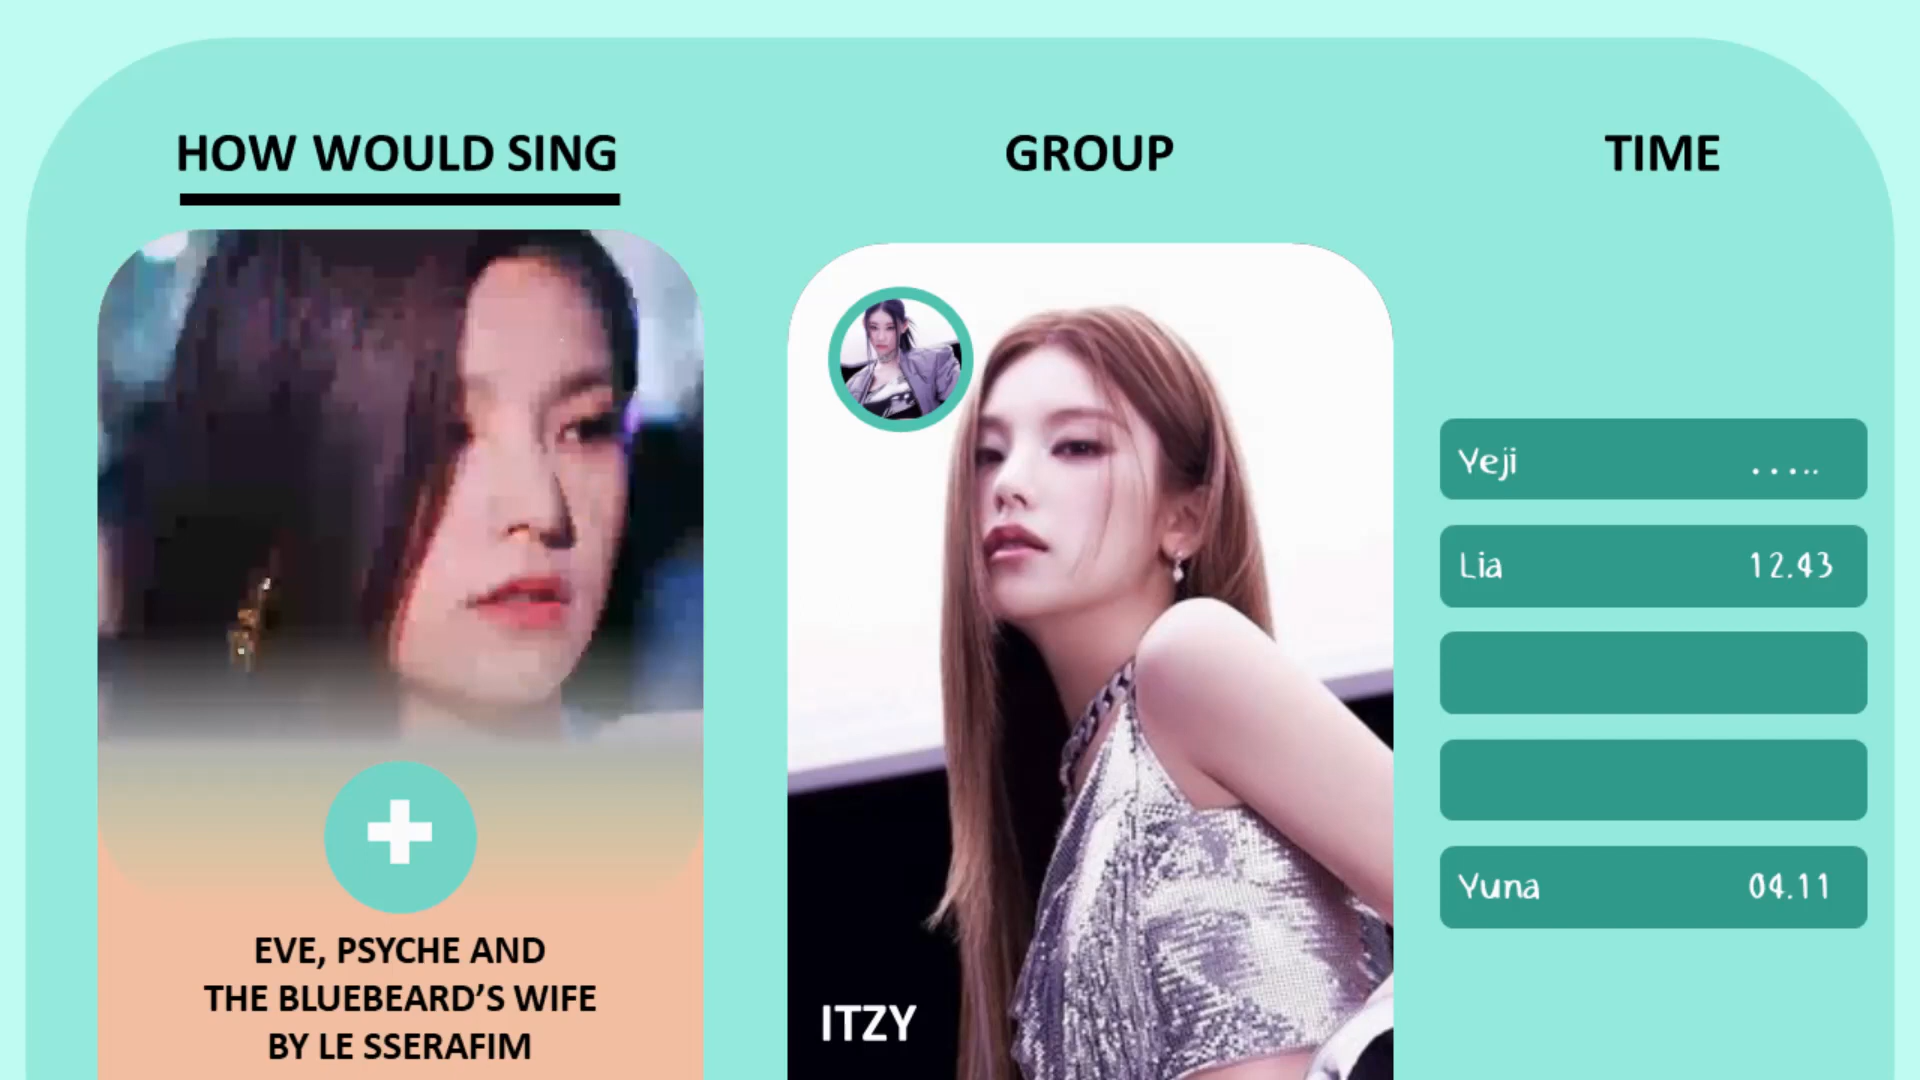 HOW WOULD SING
GROUP
TIME
Yeji .....
Lia 12.43
Yuna 04.11
EVE, PSYCHE AND
THE BLUEBEARD’S WIFE
BY LE SSERAFIM
ITZY